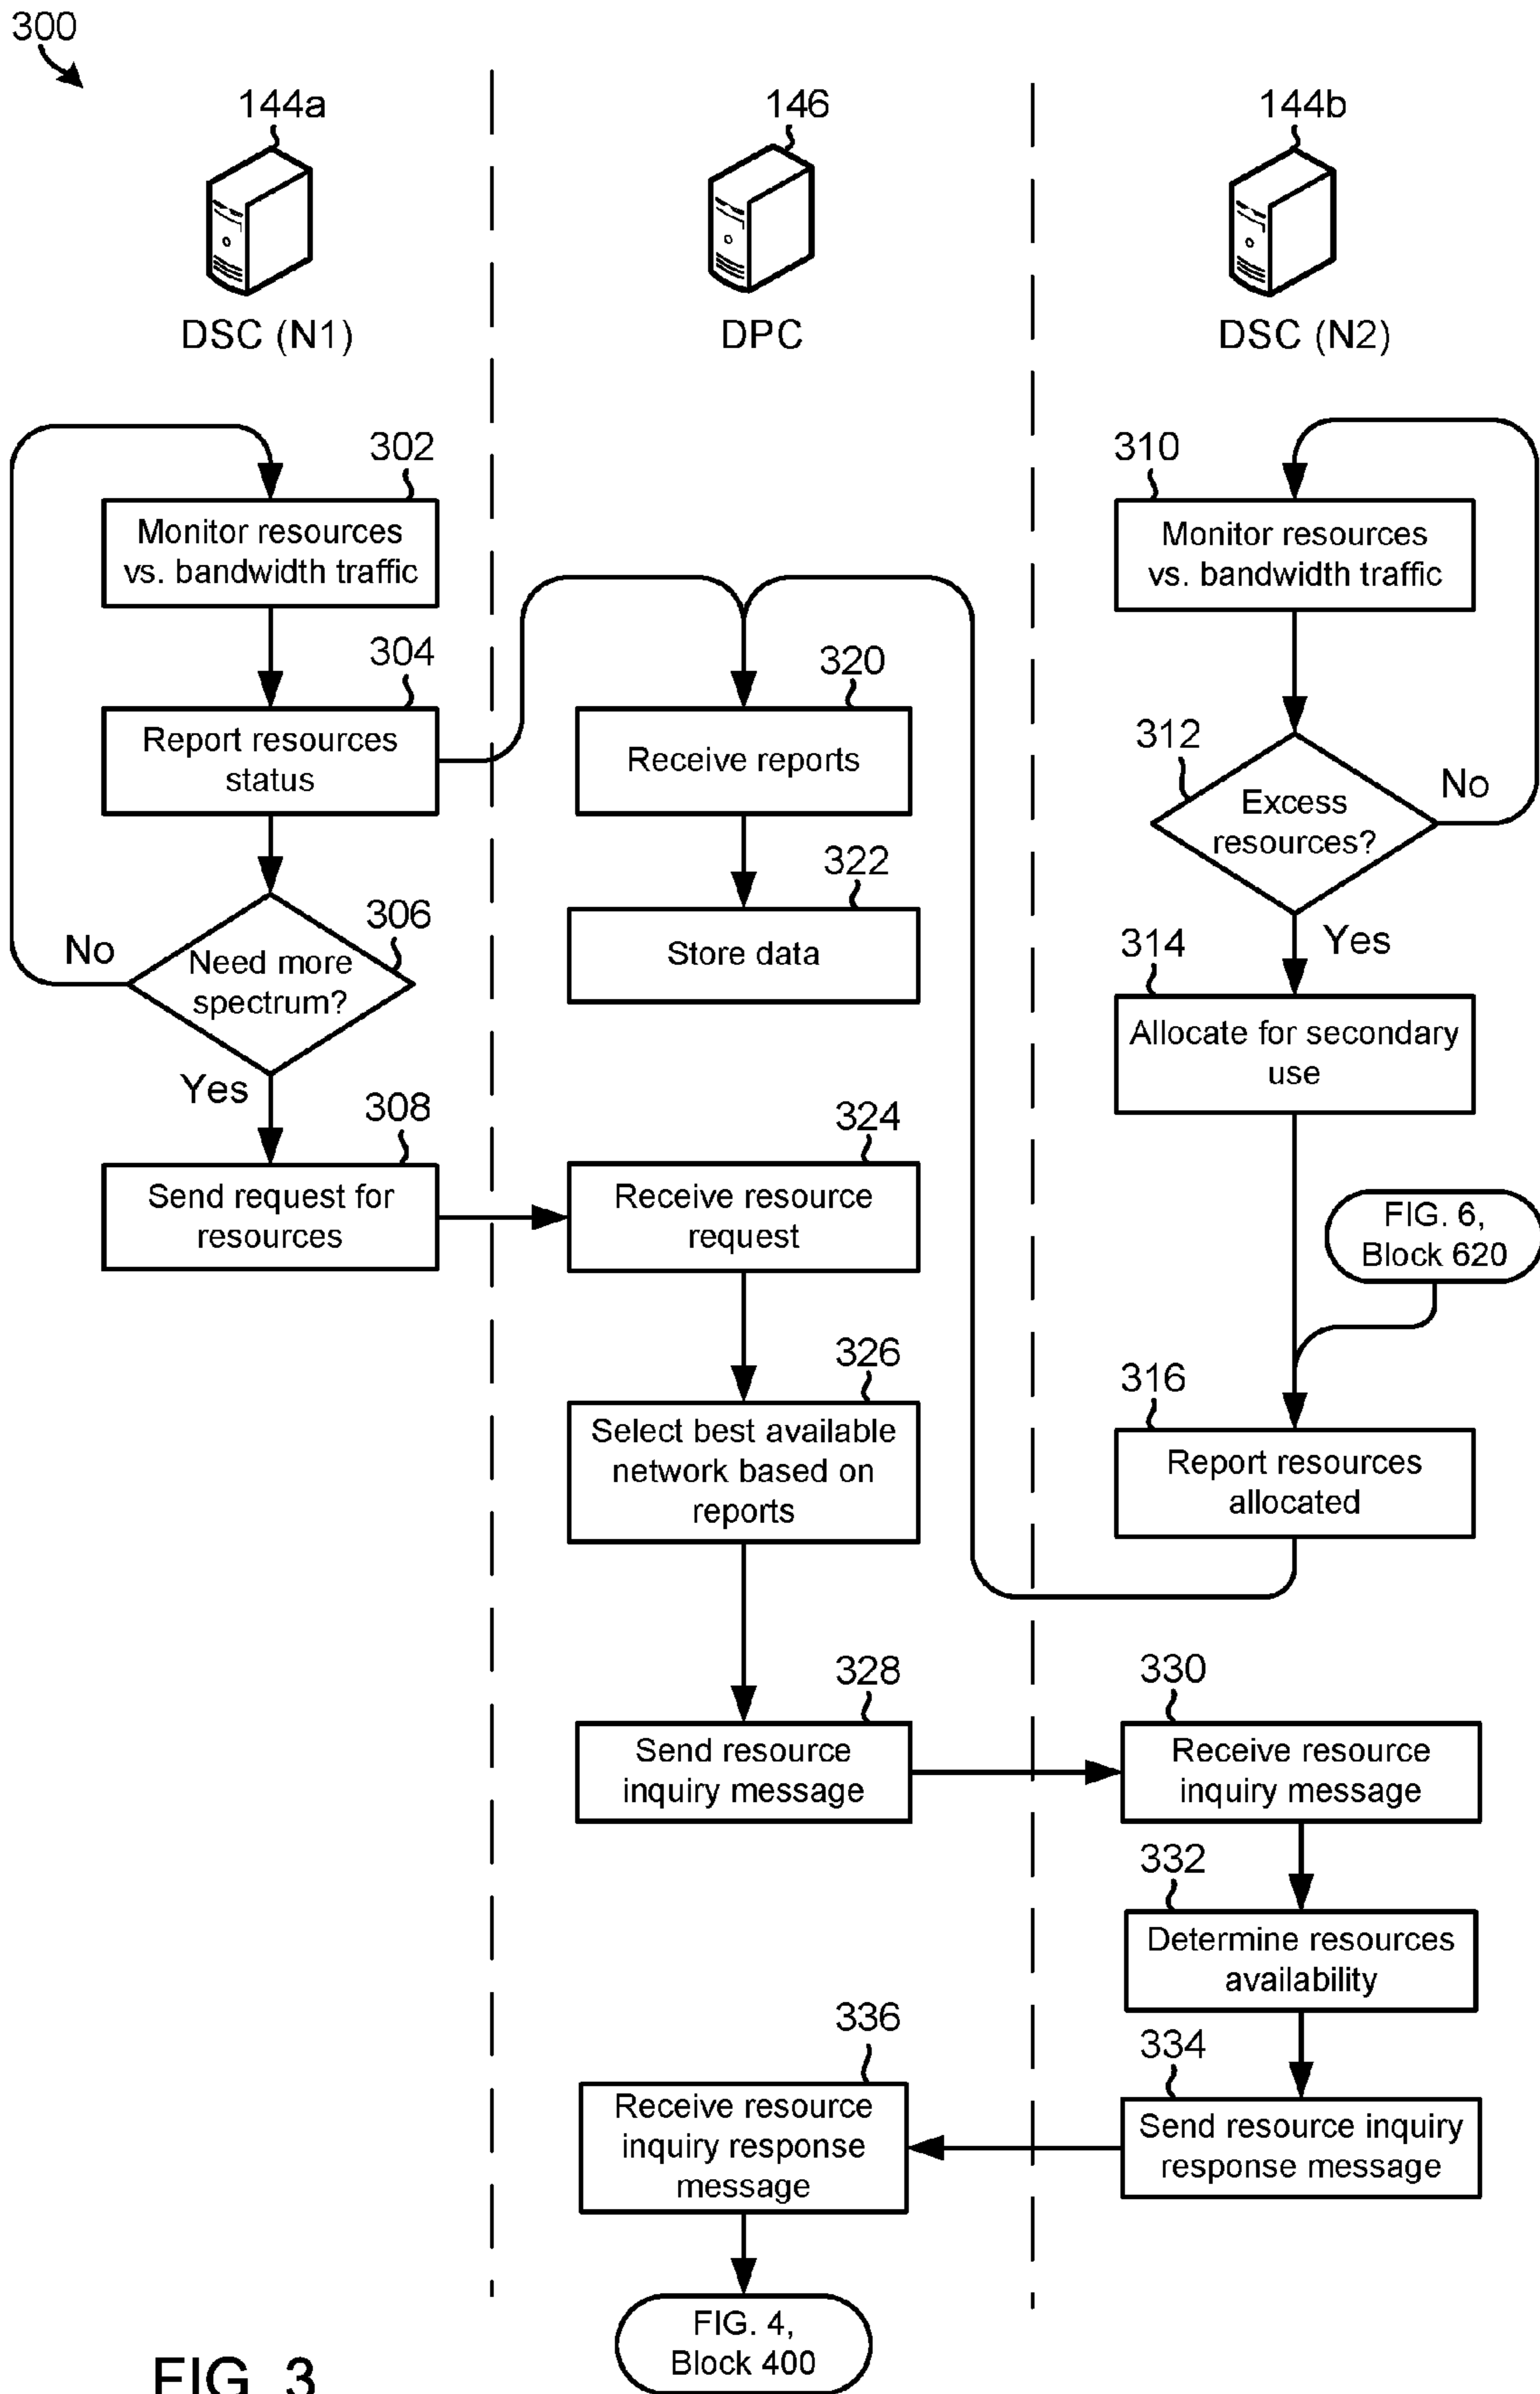 300
144a
146
144b
DSC (N1)
DPC
DSC (N2)
302
Monitor resources
vs. bandwidth traffic
304
Report resources
status
306
Need more
spectrum?
No
Yes
308
Send request for
resources
320
Receive reports
322
Store data
324
Receive resource
request
326
Select best available
network based on
reports
328
Send resource
inquiry message
310
Monitor resources
vs. bandwidth traffic
312
Excess
resources?
No
Yes
314
Allocate for secondary
use
FIG. 6,
Block 620
316
Report resources
allocated
330
Receive resource
inquiry message
332
Determine resources
availability
334
Send resource inquiry
response message
336
Receive resource
inquiry response
message
FIG. 4,
Block 400
FIG. 3